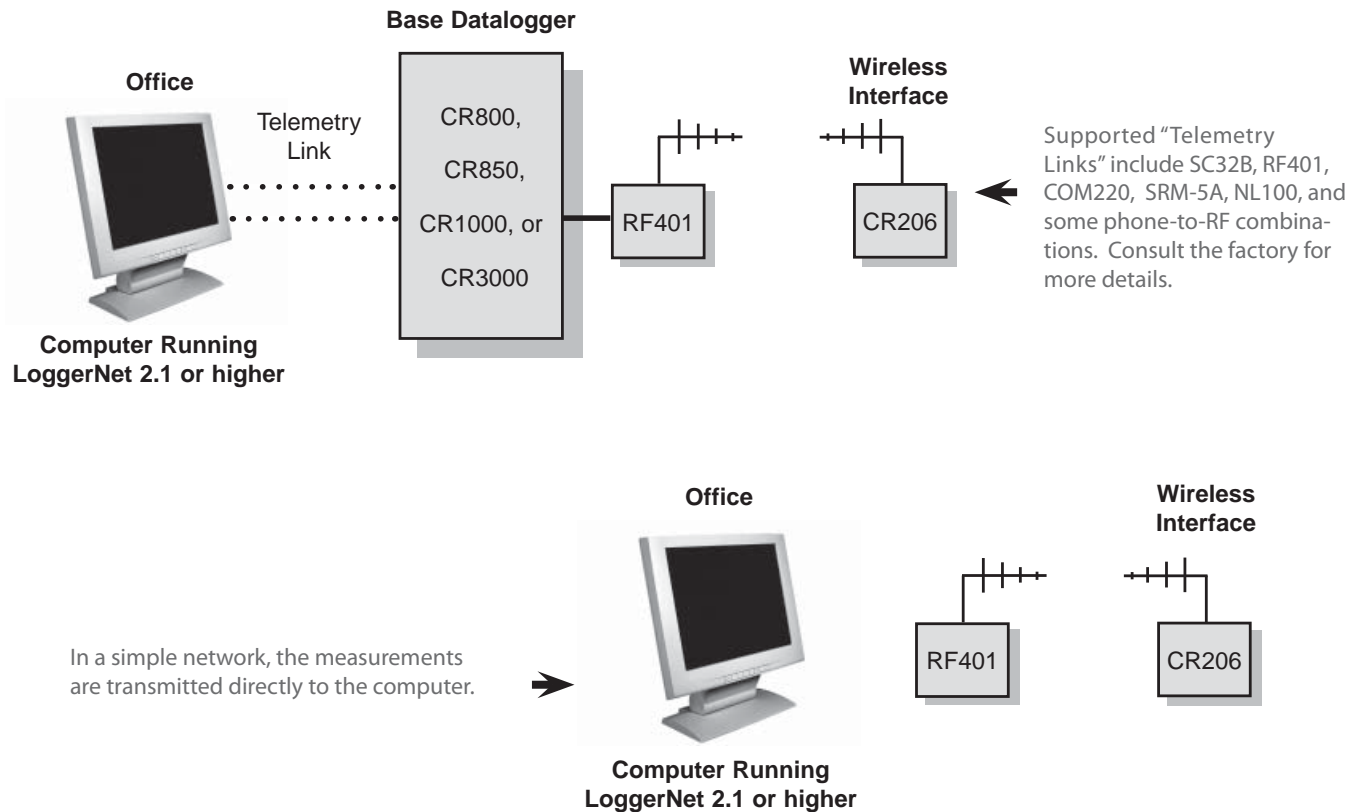 Base Datalogger
Office
Telemetry
Link
CR800,
CR850,
CR1000, or
CR3000
RF401
Wireless
Interface
CR206
Supported “Telemetry
Links” include SC32B, RF401,
COM220, SRM-5A, NL100, and
some phone-to-RF combina-
tions. Consult the factory for
more details.
Computer Running
LoggerNet 2.1 or higher
In a simple network, the measurements
are transmitted directly to the computer.
Office
Computer Running
LoggerNet 2.1 or higher
RF401
Wireless
Interface
CR206